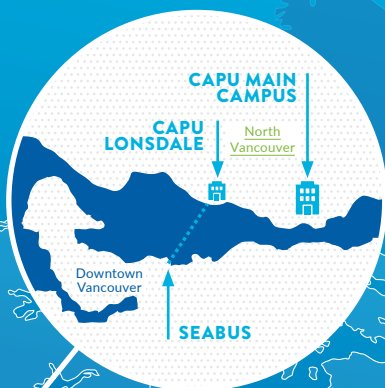 CAPU MAIN
CAMPUS
CAPU
LONSDALE
North
Vancouver
Downtown
Vancouver
SEABUS